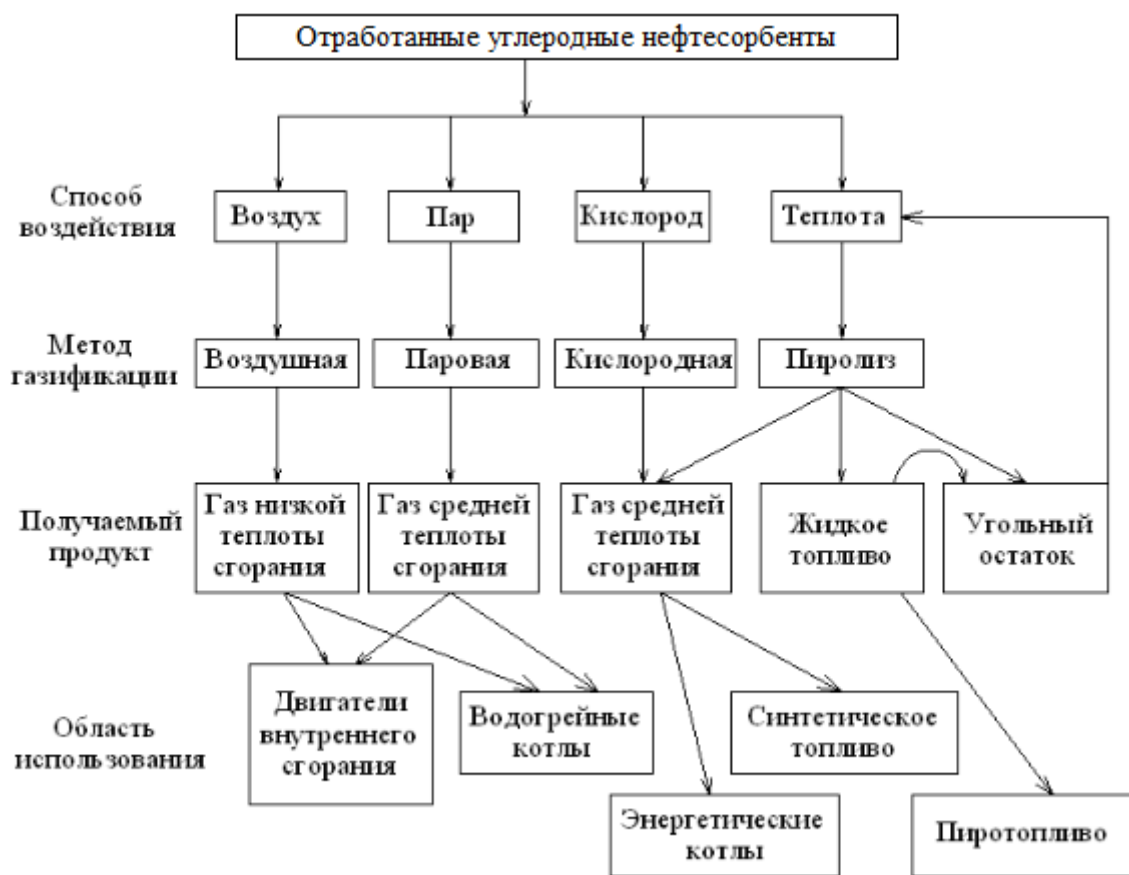 Отработанные углеродные нефтесорбенты
Способ
воздействия
Воздух
Пар
Кислород
Теплота
Метод
газификации
Воздушная
Паровая
Кислородная
Пиролиз
Получаемый
продукт
Газ низкой
теплоты
сгорания
Газ средней
теплоты
сгорания
Газ средней
теплоты
сгорания
Жидкое
топливо
Угольный
остаток
Область
использования
Двигатели
внутреннего
сгорания
Водогрейные
котлы
Синтетическое
топливо
Энергетические
котлы
Пиротопливо